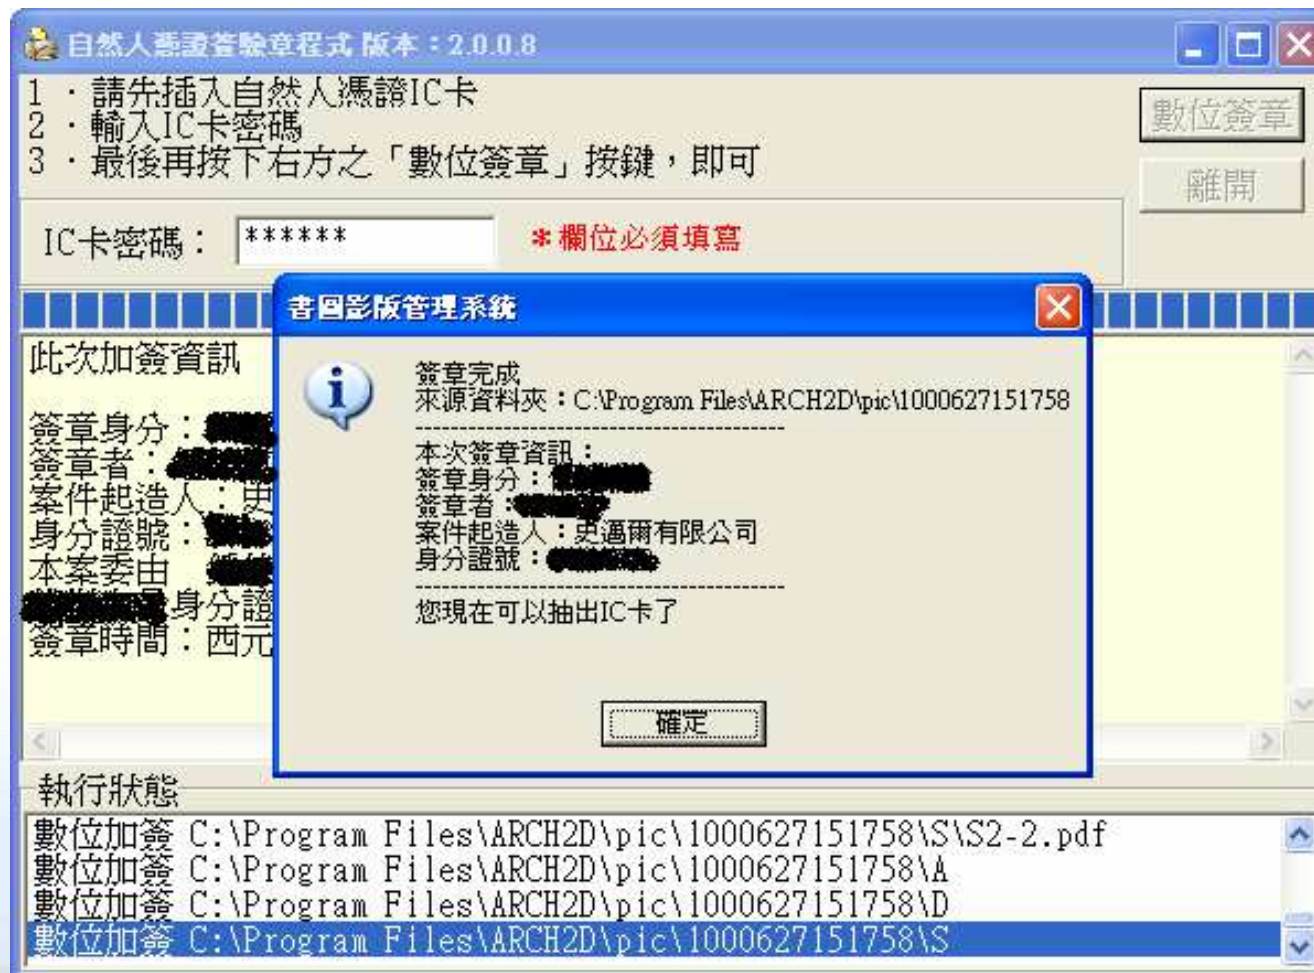 自然人憑證簽驗章程式 版本：2.0.0.8
1 ．請先插入自然人憑證IC卡
2 ．輸入IC卡密碼
3 ．最後再按下右方之「數位簽章」按鍵，即可
數位簽章
離開
IC卡密碼： ******
*欄位必須填寫
書圖影版管理系統
簽章完成
來源資料夾：C:\Program Files\ARCH2D\pic\1000627151758
----------------------------------------
本次簽章資訊：
簽章身分：
簽章者：
案件起造人：史邁爾有限公司
身分證號：
----------------------------------------
您現在可以抽出IC卡了
確定
此次加簽資訊
簽章身分：
簽章者：
案件起造人：史
身分證號：
本案委由
身分證
簽章時間：西元
執行狀態
數位加簽 C:\Program Files\ARCH2D\pic\1000627151758\S\S2-2.pdf
數位加簽 C:\Program Files\ARCH2D\pic\1000627151758\A
數位加簽 C:\Program Files\ARCH2D\pic\1000627151758\D
數位加簽 C:\Program Files\ARCH2D\pic\1000627151758\S